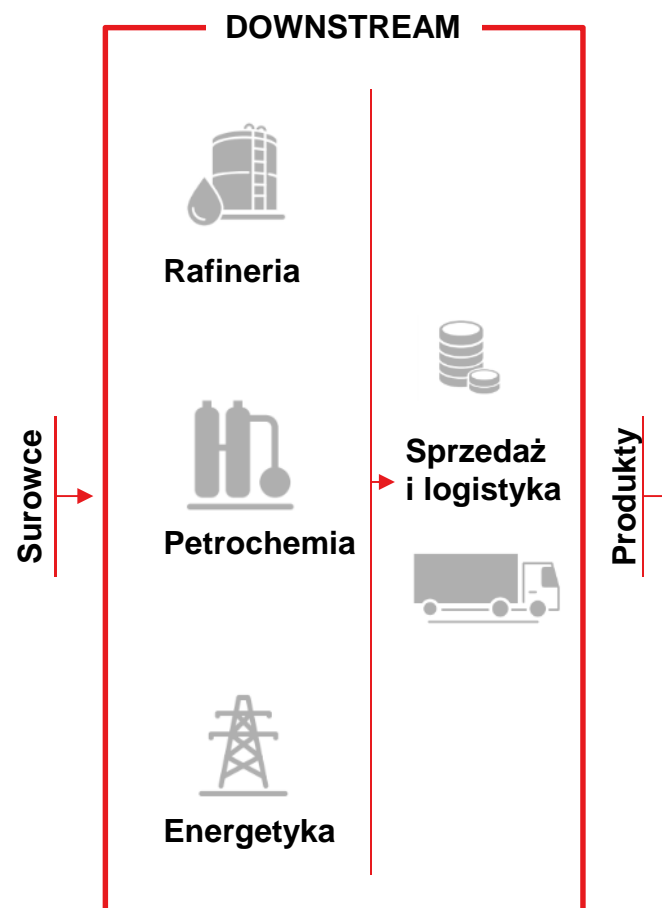 DOWNSTREAM
Rafineria
Surowce
Petrochemia
Energetyka
Sprzedaż
i logistyka
Produkty